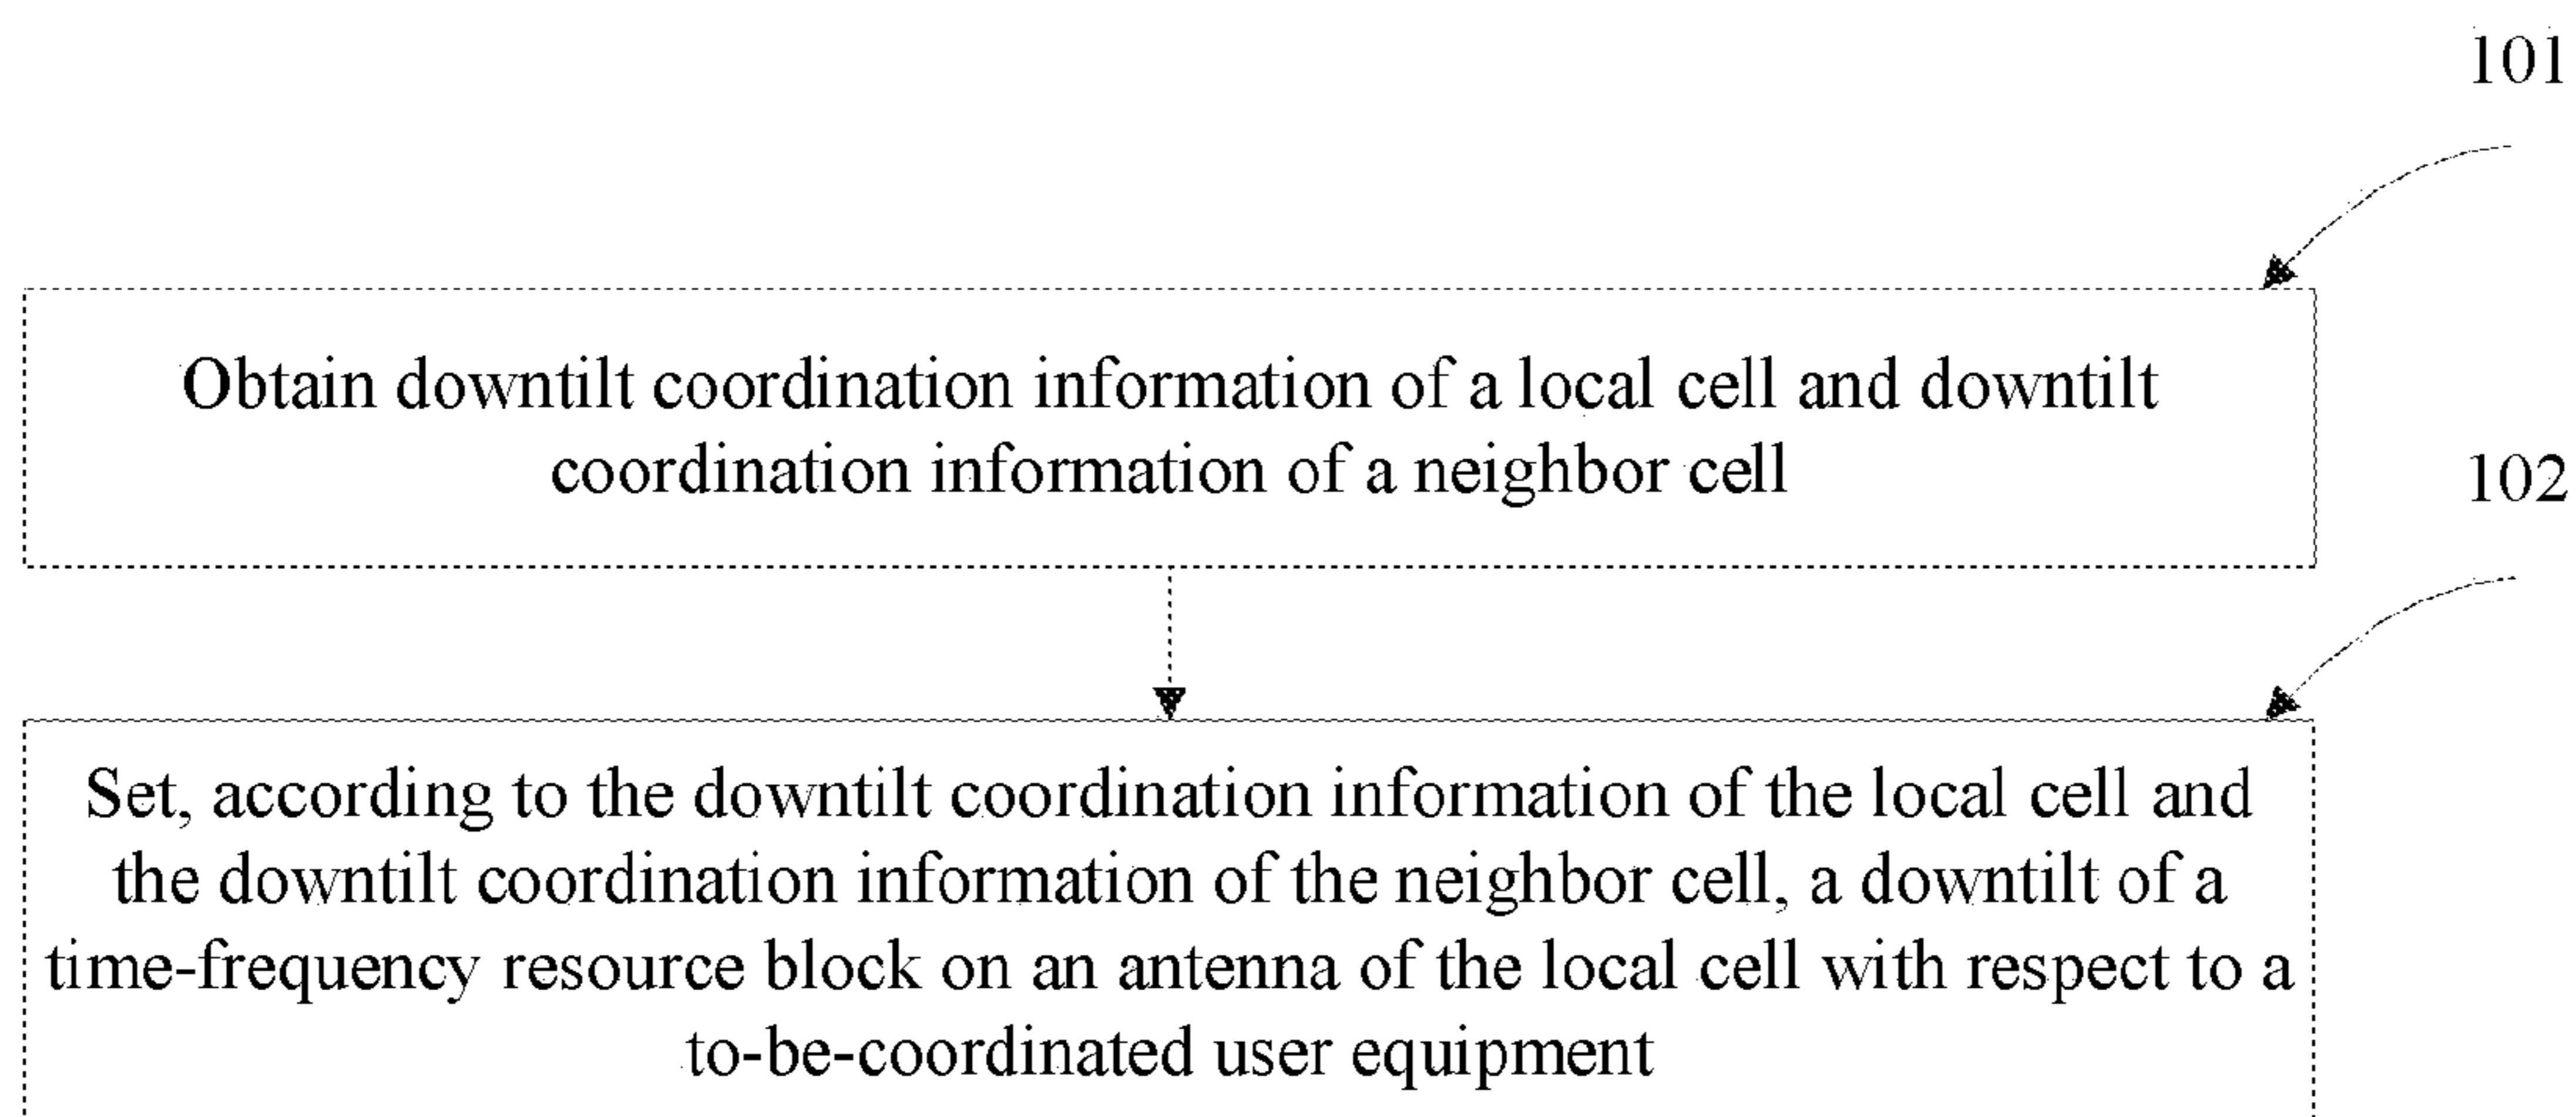 101
Obtain downtilt coordination information of a local cell and downtilt
coordination information of a neighbor cell
102
Set, according to the downtilt coordination information of the local cell and
the downtilt coordination information of the neighbor cell, a downtilt of a
time-frequency resource block on an antenna of the local cell with respect to a
to-be-coordinated user equipment